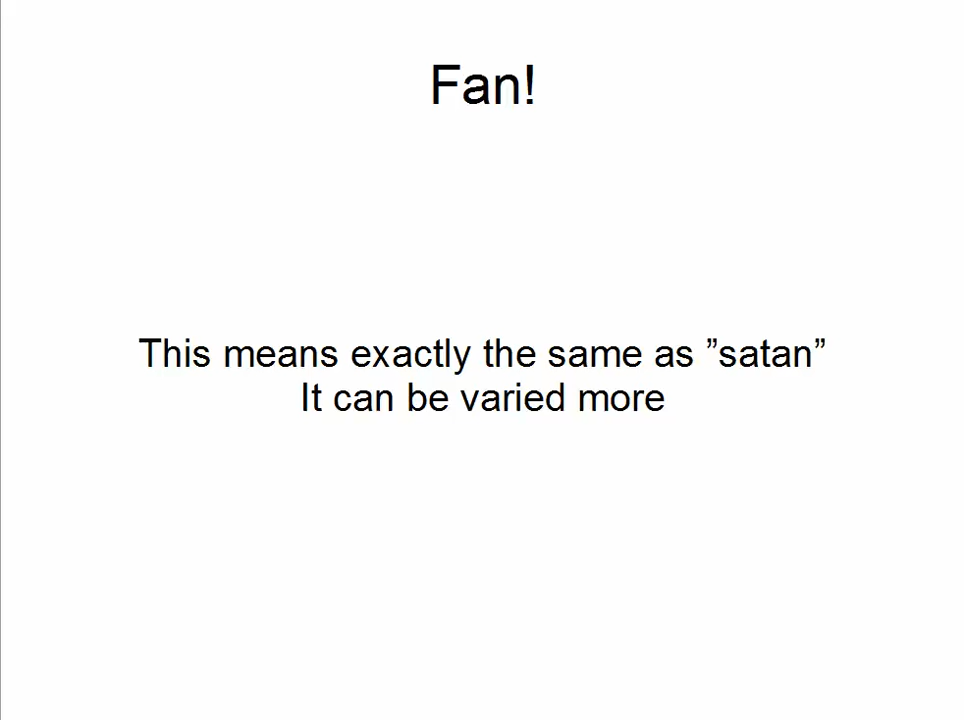 Fan!
This means exactly the same as ”satan”
It can be varied more